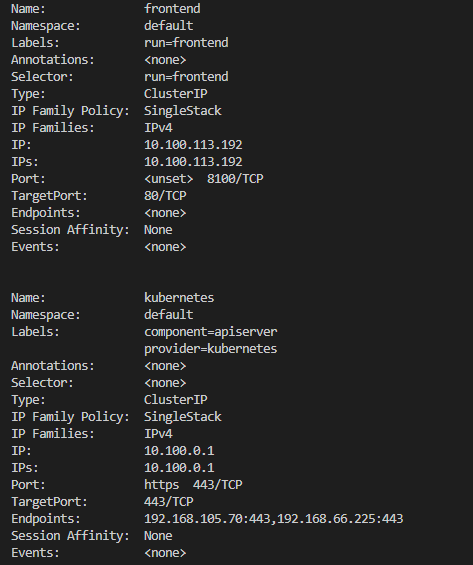 Name:              frontend
Namespace:         default
Labels:            run=frontend
Annotations:       <none>
Selector:          run=frontend
Type:              ClusterIP
IP Family Policy:  SingleStack
IP Families:       IPv4
IP:                10.100.113.192
IPs:               10.100.113.192
Port:              <unset>  8100/TCP
TargetPort:        80/TCP
Endpoints:         <none>
Session Affinity:  None
Events:            <none>
Name:              kubernetes
Namespace:         default
Labels:            component=apiserver
                   provider=kubernetes
Annotations:       <none>
Selector:          <none>
Type:              ClusterIP
IP Family Policy:  SingleStack
IP Families:       IPv4
IP:                10.100.0.1
IPs:               10.100.0.1
Port:              https  443/TCP
TargetPort:        443/TCP
Endpoints:         192.168.105.70:443,192.168.66.225:443
Session Affinity:  None
Events:            <none>